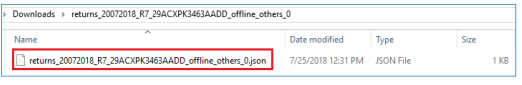 › Downloads › returns_20072018_R7_29ACXPK3463AADD_offline_others_0
Name Date modified Type Size
returns_20072018_R7_29ACXPK3463AADD_offline_others_0.json 7/25/2018 12:31 PM JSON File 1 KB